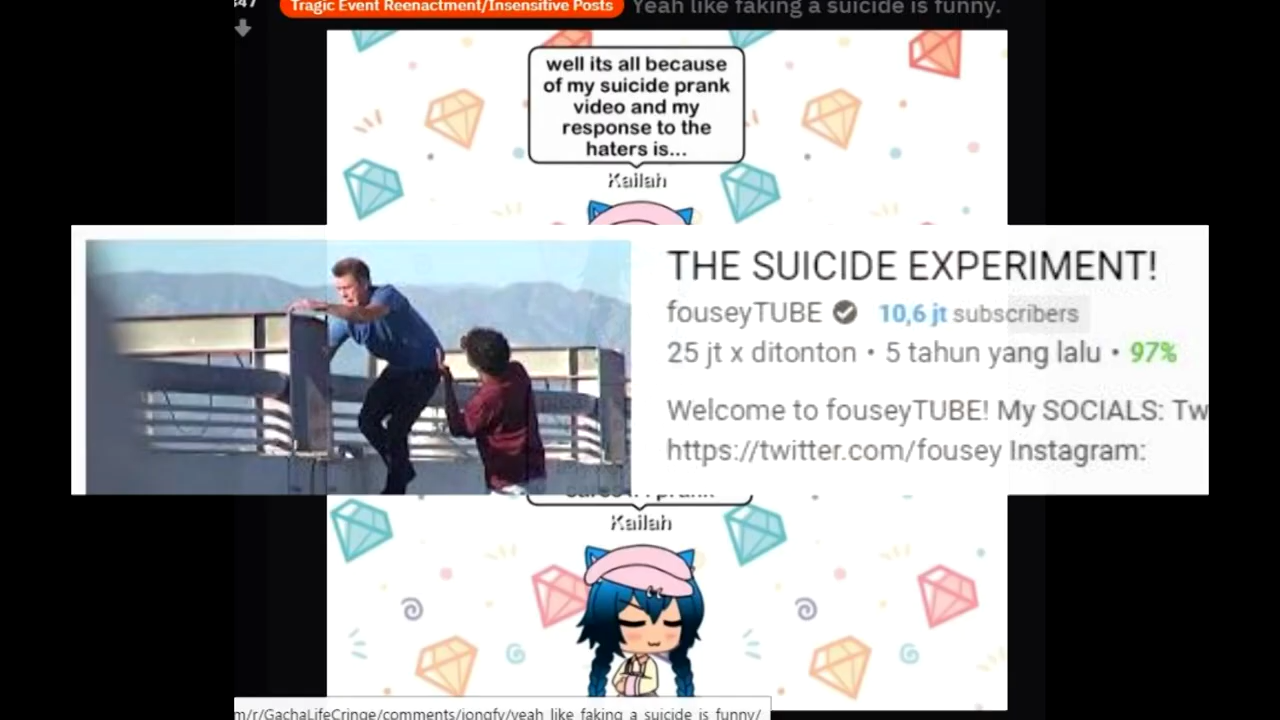 Tragic Event Reenactment/Insensitive Posts Yeah like faking a suicide is funny.
well its all because
of my suicide prank
video and my
response to the
haters is...
Kailah
THE SUICIDE EXPERIMENT!
fouseyTUBE 10,6 jt subscribers
25 jt x ditonton • 5 tahun yang lalu • 97%
Welcome to fouseyTUBE! My SOCIALS: Tw
https://twitter.com/fousey Instagram:
prank
Kailah
m/r/GachaLifeCringe/comments/jongfy/yeah_like_faking_a_suicide_is_funny/